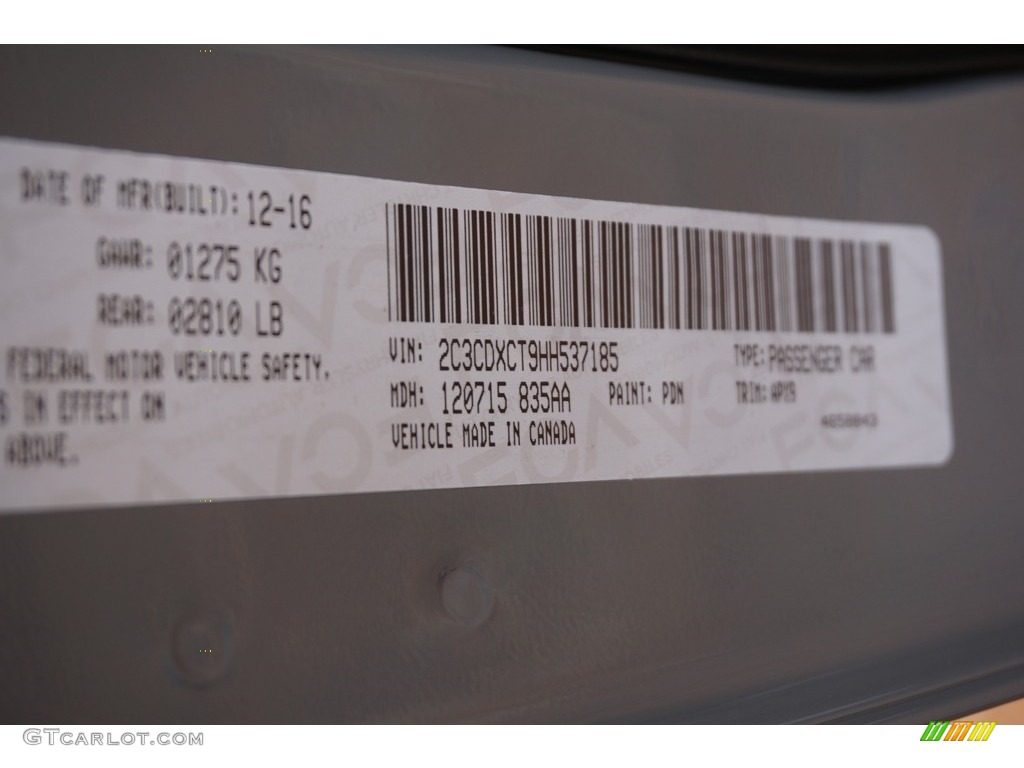 DATE OF MFR(BUILT): 12-16
GAWR: 01275 KG
REAR: 02810 LB
FEDERAL MOTOR VEHICLE SAFETY.
S IN EFFECT ON
ABOVE.
VIN: 2C3CDXCT9HH537185
TYPE: PASSENGER CAR
MDH: 120715 835AA
PAINT: PDN
TRIM: APX9
VEHICLE MADE IN CANADA
GTCARLOT.COM